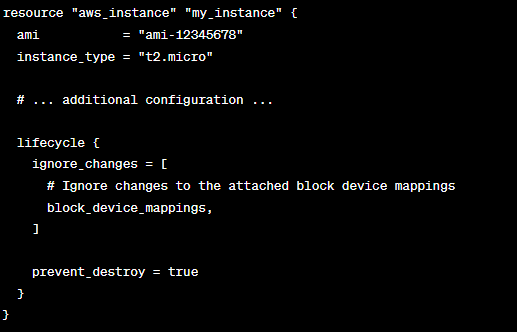 resource "aws_instance" "my_instance" {
  ami           = "ami-12345678"
  instance_type = "t2.micro"

  # ... additional configuration ...

  lifecycle {
    ignore_changes = [
      # Ignore changes to the attached block device mappings
      block_device_mappings,
    ]

    prevent_destroy = true
  }
}